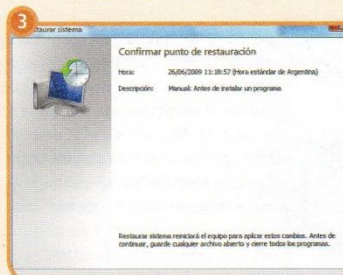 3
Restaurar sistema
Confirmar punto de restauración
Hora: 26/06/2009 11:18:57 (Hora estándar de Argentina)
Descripción: Manual: Antes de instalar un programa
Restaurar sistema reiniciará el equipo para aplicar estos cambios. Antes de
continuar, guarde cualquier archivo abierto y cierre todos los programas.